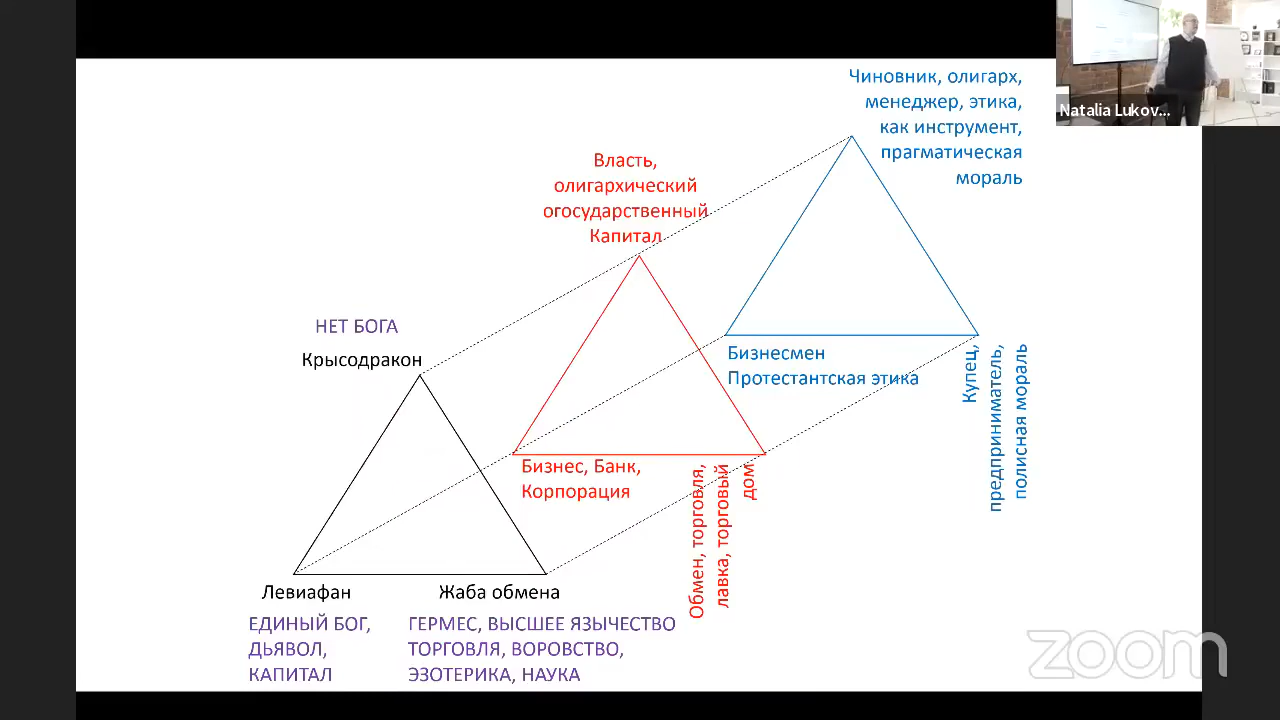 Чиновник, олигарх,
менеджер, этика,
как инструмент,
прагматическая
мораль
Natalia Lukov...
Власть,
олигархический
огосударственный
Капитал
НЕТ БОГА
Крысодракон
Бизнесмен
Протестантская этика
Купец,
предприниматель,
полисная мораль
Бизнес, Банк,
Корпорация
Обмен, торговля,
лавка, торговый
дом
Левиафан
Жаба обмена
ЕДИНЫЙ БОГ,
ДЬЯВОЛ,
КАПИТАЛ
ГЕРМЕС, ВЫСШЕЕ ЯЗЫЧЕСТВО
ТОРГОВЛЯ, ВОРОВСТВО,
ЭЗОТЕРИКА, НАУКА
zoom